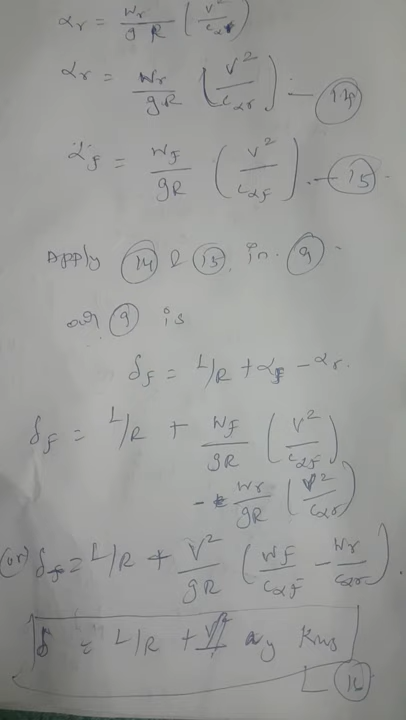 αr = Wr/gR (V²/Cαr)
αr = Wr/gR (V²/Cαr) — (14)
αf = Wf/gR (V²/Cαf). — (15)
Apply (14) & (15) in (9).
our (9) is
δf = L/R + αf - αr.
δf = L/R + Wf/gR (V²/Cαf)
- Wr/gR (V²/Cαr)
(or) δf = L/R + V²/gR (Wf/Cαf - Wr/Cαr).
δ = L/R + ay Kus
(16)